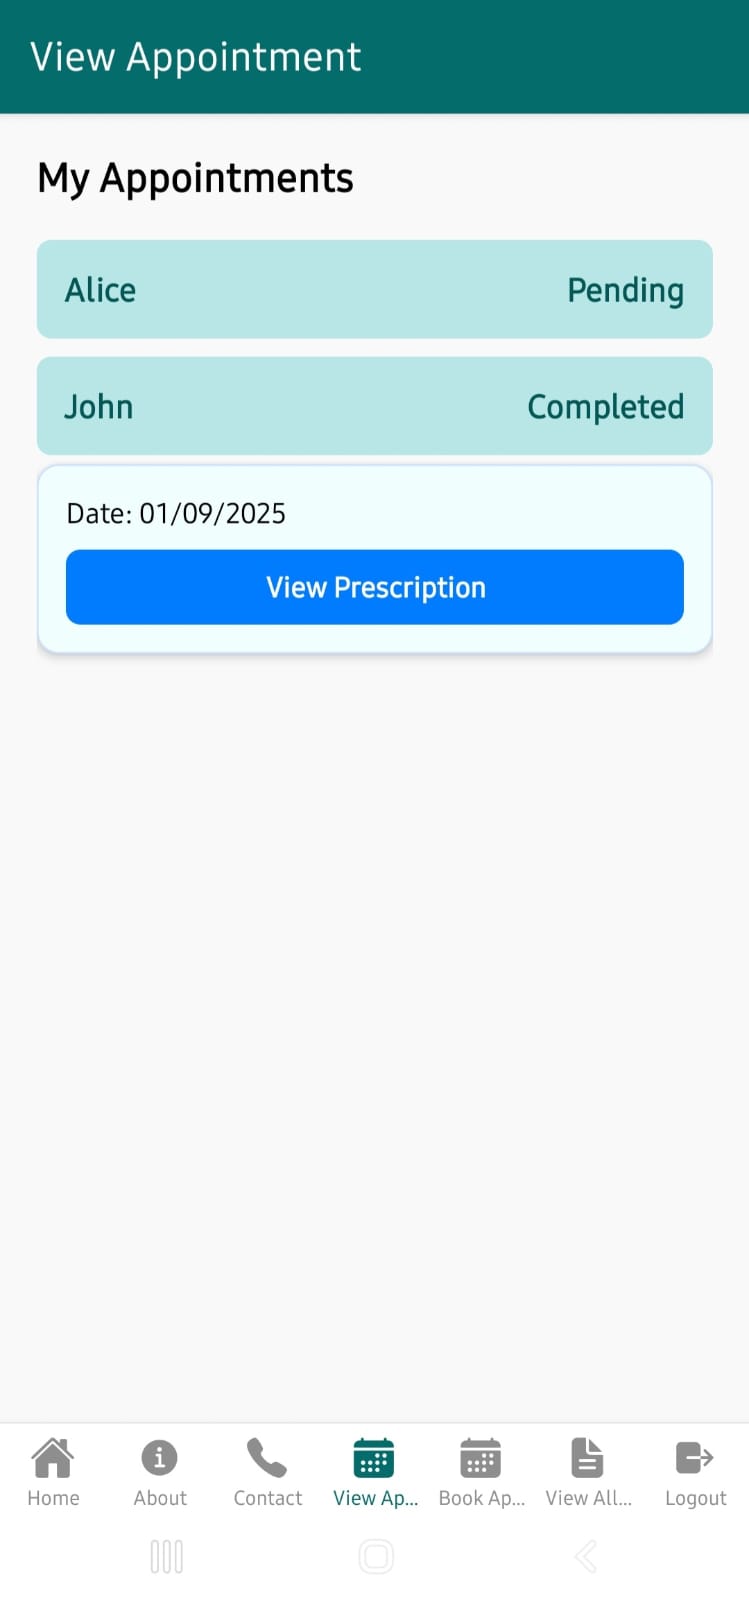 View Appointment
My Appointments
Alice Pending
John Completed
Date: 01/09/2025
View Prescription
Home About Contact View Ap... Book Ap... View All... Logout